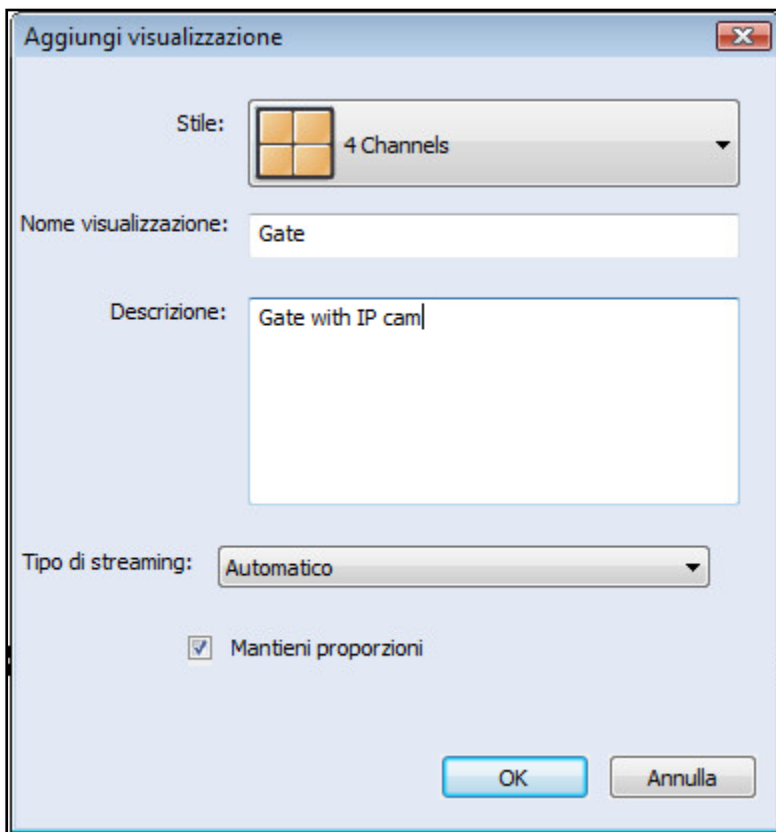 Aggiungi visualizzazione
Stile:
4 Channels
Nome visualizzazione:
Gate
Descrizione:
Gate with IP cam
Tipo di streaming:
Automatico
Mantieni proporzioni
OK
Annulla